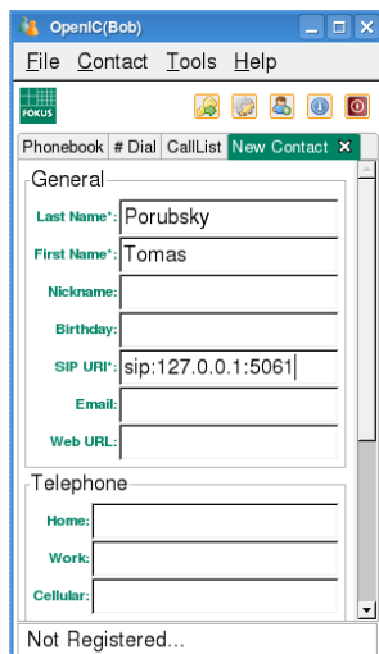 OpenIC(Bob)
File Contact Tools Help
FOKUS
Phonebook # Dial CallList New Contact
General
Last Name*: Porubsky
First Name*: Tomas
Nickname:
Birthday:
SIP URI*: sip:127.0.0.1:5061
Email:
Web URL:
Telephone
Home:
Work:
Cellular:
Not Registered...